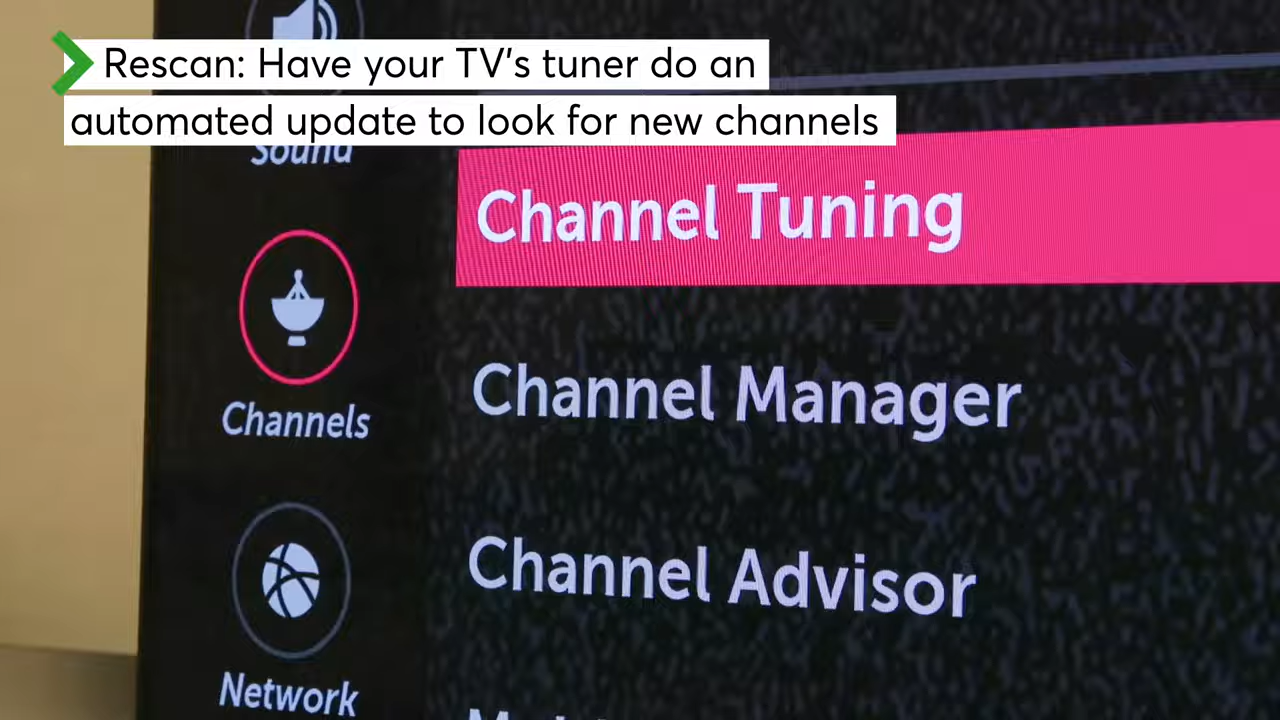 Rescan: Have your TV's tuner do an
automated update to look for new channels
Sound
Channel Tuning
Channels
Channel Manager
Channel Advisor
Network